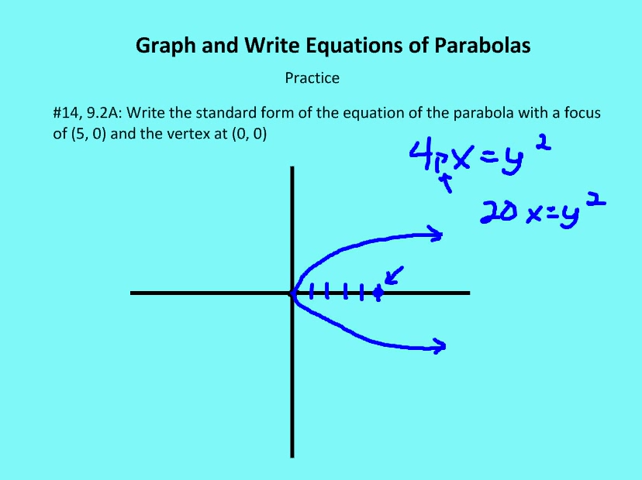 Graph and Write Equations of Parabolas
Practice
#14, 9.2A: Write the standard form of the equation of the parabola with a focus
of (5, 0) and the vertex at (0, 0)
4px = y²
20x = y²